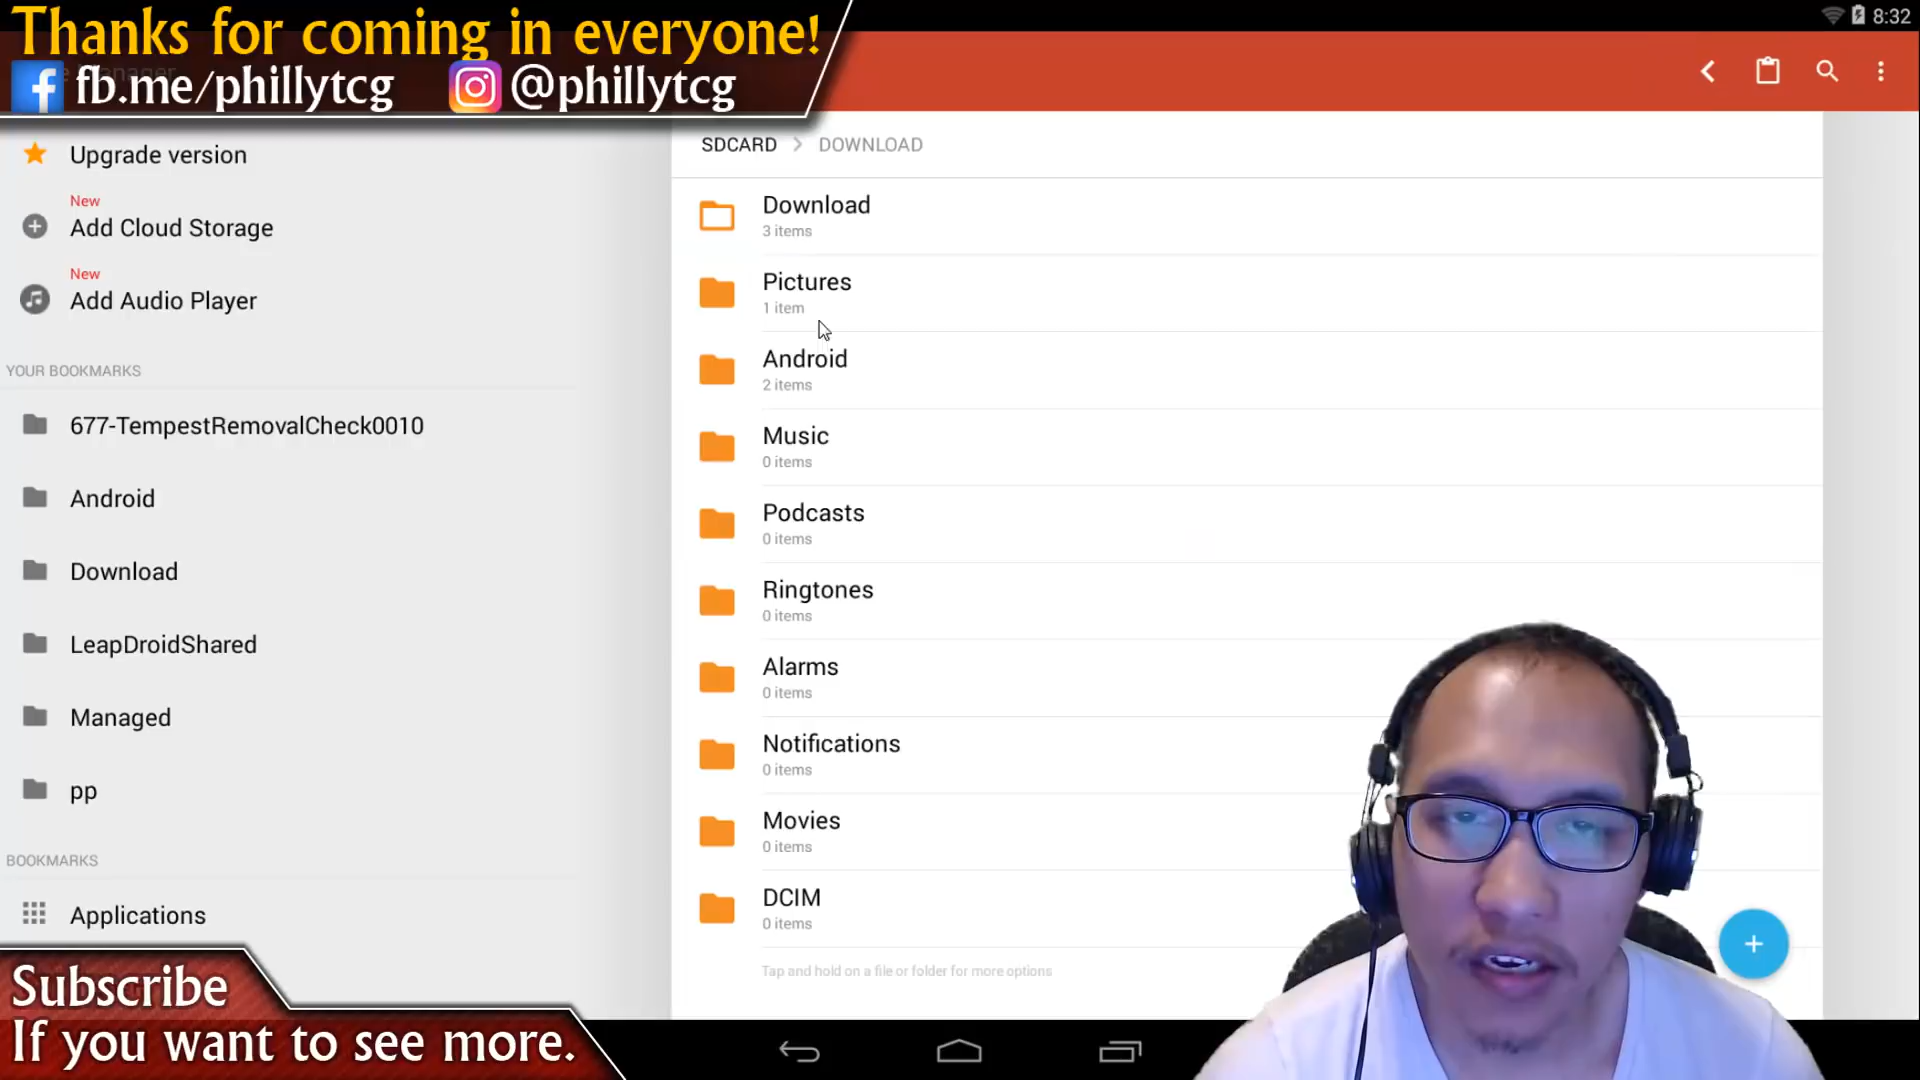 Thanks for coming in everyone!
fb.me/phillytcg
@phillytcg
8:32
SDCARD > DOWNLOAD
Upgrade version
New
Add Cloud Storage
New
Add Audio Player
YOUR BOOKMARKS
677-TempestRemovalCheck0010
Android
Download
LeapDroidShared
Managed
pp
BOOKMARKS
Applications
Download
3 items
Pictures
1 item
Android
2 items
Music
0 items
Podcasts
0 items
Ringtones
0 items
Alarms
0 items
Notifications
0 items
Movies
0 items
DCIM
0 items
Tap and hold on a file or folder for more options
Subscribe
If you want to see more.